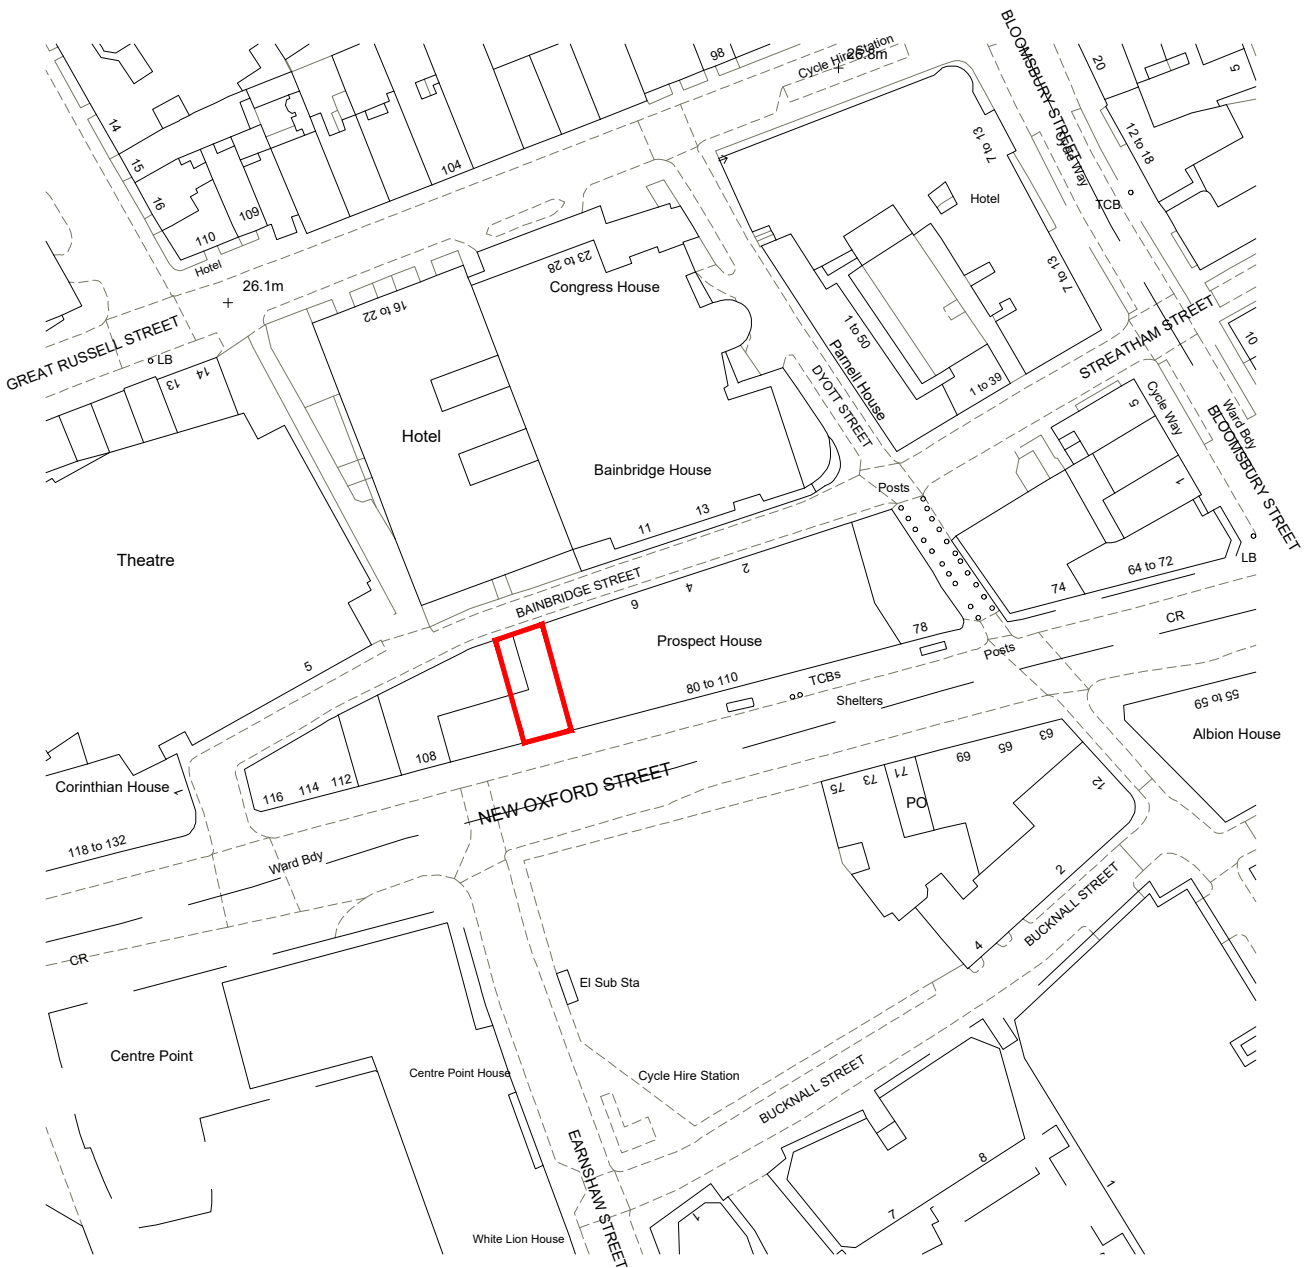 98
Cycle Hire Station
26.8m
BLOOMSBURY STREET
Cycle Way
20
5
12 to 18
TCB
14
15
16
104
109
110
Hotel
7 to 13
Hotel
7 to 13
26.1m
23 to 28
Congress House
16 to 22
GREAT RUSSELL STREET
LB
13
14
1 to 50
Parnell House
DYOTT STREET
1 to 39
STREATHAM STREET
10
Cycle Way
Ward Bdy
BLOOMSBURY STREET
5
1
Hotel
Bainbridge House
Posts
11
13
Theatre
BAINBRIDGE STREET
6
4
2
74
64 to 72
LB
CR
78
Prospect House
Posts
5
80 to 110
TCBs
Shelters
55 to 59
Albion House
108
112
114
116
Corinthian House
1
118 to 132
NEW OXFORD STREET
75
73
71
69
65
63
PO
12
Ward Bdy
CR
2
4
BUCKNALL STREET
El Sub Sta
Centre Point
Centre Point House
Cycle Hire Station
BUCKNALL STREET
EARNSHAW STREET
8
7
1
1
White Lion House